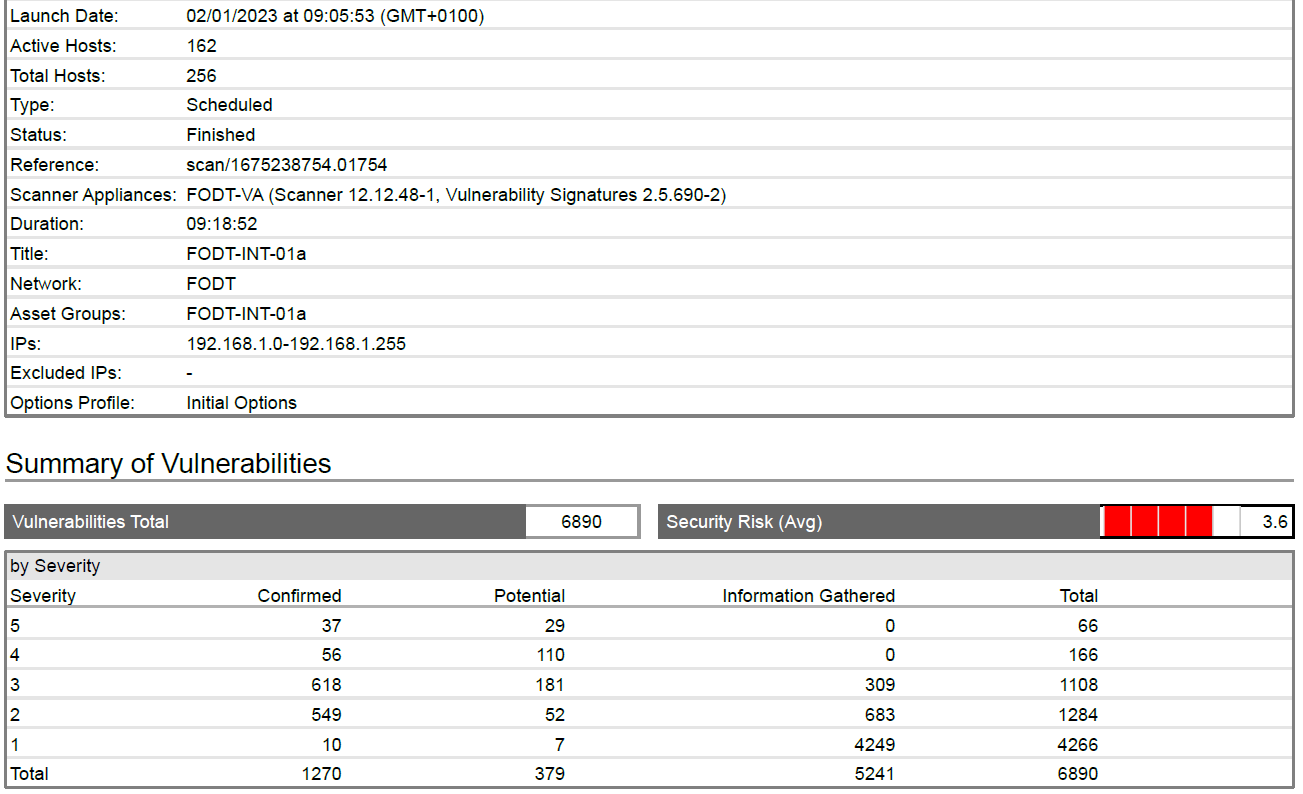 Launch Date: 02/01/2023 at 09:05:53 (GMT+0100)
Active Hosts: 162
Total Hosts: 256
Type: Scheduled
Status: Finished
Reference: scan/1675238754.01754
Scanner Appliances: FODT-VA (Scanner 12.12.48-1, Vulnerability Signatures 2.5.690-2)
Duration: 09:18:52
Title: FODT-INT-01a
Network: FODT
Asset Groups: FODT-INT-01a
IPs: 192.168.1.0-192.168.1.255
Excluded IPs: -
Options Profile: Initial Options
Summary of Vulnerabilities
Vulnerabilities Total 6890 Security Risk (Avg) 3.6
by Severity
Severity Confirmed Potential Information Gathered Total
5 37 29 0 66
4 56 110 0 166
3 618 181 309 1108
2 549 52 683 1284
1 10 7 4249 4266
Total 1270 379 5241 6890